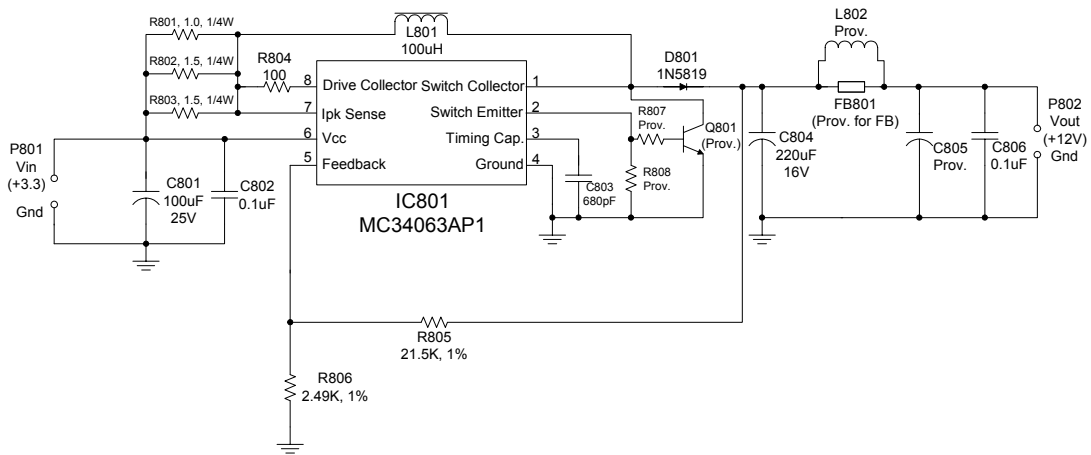 R801, 1.0, 1/4W
R802, 1.5, 1/4W
R803, 1.5, 1/4W
L801
100uH
R804
100
8
7
6
5
Drive Collector
Ipk Sense
Vcc
Feedback
Switch Collector
Switch Emitter
Timing Cap.
Ground
1
2
3
4
IC801
MC34063AP1
D801
1N5819
R807
Prov.
Q801
(Prov.)
R808
Prov.
C803
680pF
L802
Prov.
FB801
(Prov. for FB)
C804
220uF
16V
C805
Prov.
C806
0.1uF
P802
Vout
(+12V)
Gnd
P801
Vin
(+3.3)
Gnd
C801
100uF
25V
C802
0.1uF
R805
21.5K, 1%
R806
2.49K, 1%